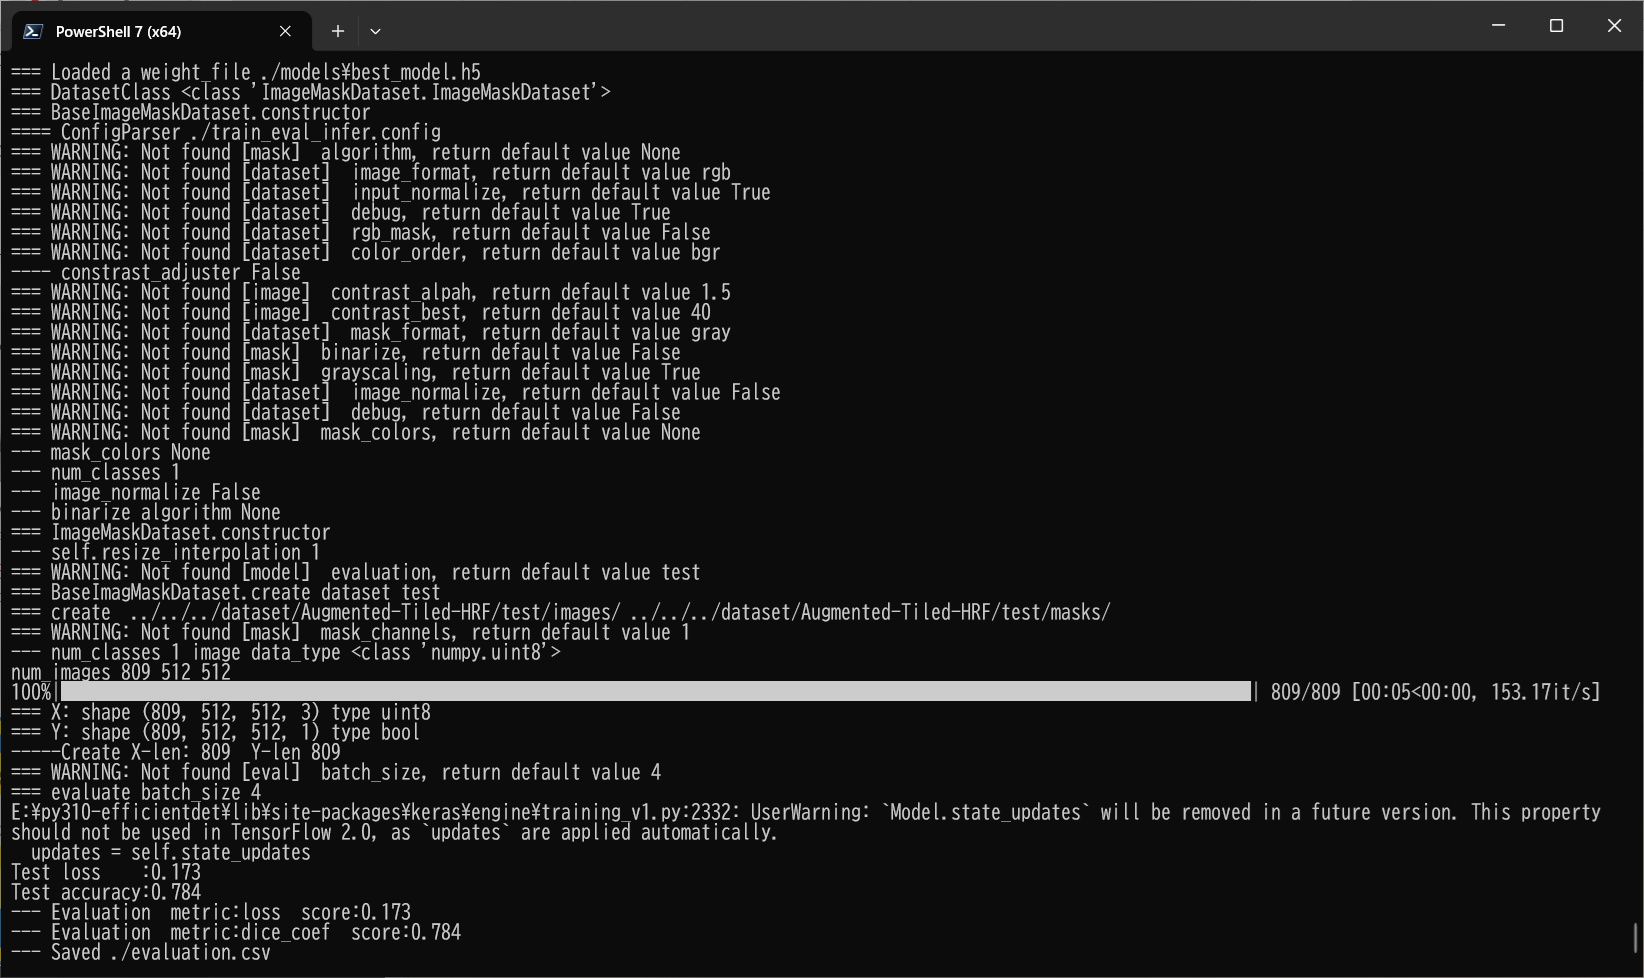 PowerShell 7 (x64)
=== Loaded a weight_file ./models¥best_model.h5
=== DatasetClass <class 'ImageMaskDataset.ImageMaskDataset'>
=== BaseImageMaskDataset.constructor
==== ConfigParser ./train_eval_infer.config
=== WARNING: Not found [mask]  algorithm, return default value None
=== WARNING: Not found [dataset]  image_format, return default value rgb
=== WARNING: Not found [dataset]  input_normalize, return default value True
=== WARNING: Not found [dataset]  debug, return default value True
=== WARNING: Not found [dataset]  rgb_mask, return default value False
=== WARNING: Not found [dataset]  color_order, return default value bgr
---- constrast_adjuster False
=== WARNING: Not found [image]  contrast_alpah, return default value 1.5
=== WARNING: Not found [image]  contrast_best, return default value 40
=== WARNING: Not found [dataset]  mask_format, return default value gray
=== WARNING: Not found [mask]  binarize, return default value False
=== WARNING: Not found [mask]  grayscaling, return default value True
=== WARNING: Not found [dataset]  image_normalize, return default value False
=== WARNING: Not found [dataset]  debug, return default value False
=== WARNING: Not found [mask]  mask_colors, return default value None
--- mask_colors None
--- num_classes 1
--- image_normalize False
--- binarize algorithm None
=== ImageMaskDataset.constructor
--- self.resize_interpolation 1
=== WARNING: Not found [model]  evaluation, return default value test
=== BaseImagMaskDataset.create dataset test
=== create  ../../../dataset/Augmented-Tiled-HRF/test/images/ ../../../dataset/Augmented-Tiled-HRF/test/masks/
=== WARNING: Not found [mask]  mask_channels, return default value 1
--- num_classes 1 image data_type <class 'numpy.uint8'>
num_images 809 512 512
100%| | 809/809 [00:05<00:00, 153.17it/s]
=== X: shape (809, 512, 512, 3) type uint8
=== Y: shape (809, 512, 512, 1) type bool
-----Create X-len: 809  Y-len 809
=== WARNING: Not found [eval]  batch_size, return default value 4
=== evaluate batch_size 4
E:¥py310-efficientdet¥lib¥site-packages¥keras¥engine¥training_v1.py:2332: UserWarning: `Model.state_updates` will be removed in a future version. This property
should not be used in TensorFlow 2.0, as `updates` are applied automatically.
  updates = self.state_updates
Test loss    :0.173
Test accuracy:0.784
--- Evaluation  metric:loss  score:0.173
--- Evaluation  metric:dice_coef  score:0.784
--- Saved ./evaluation.csv